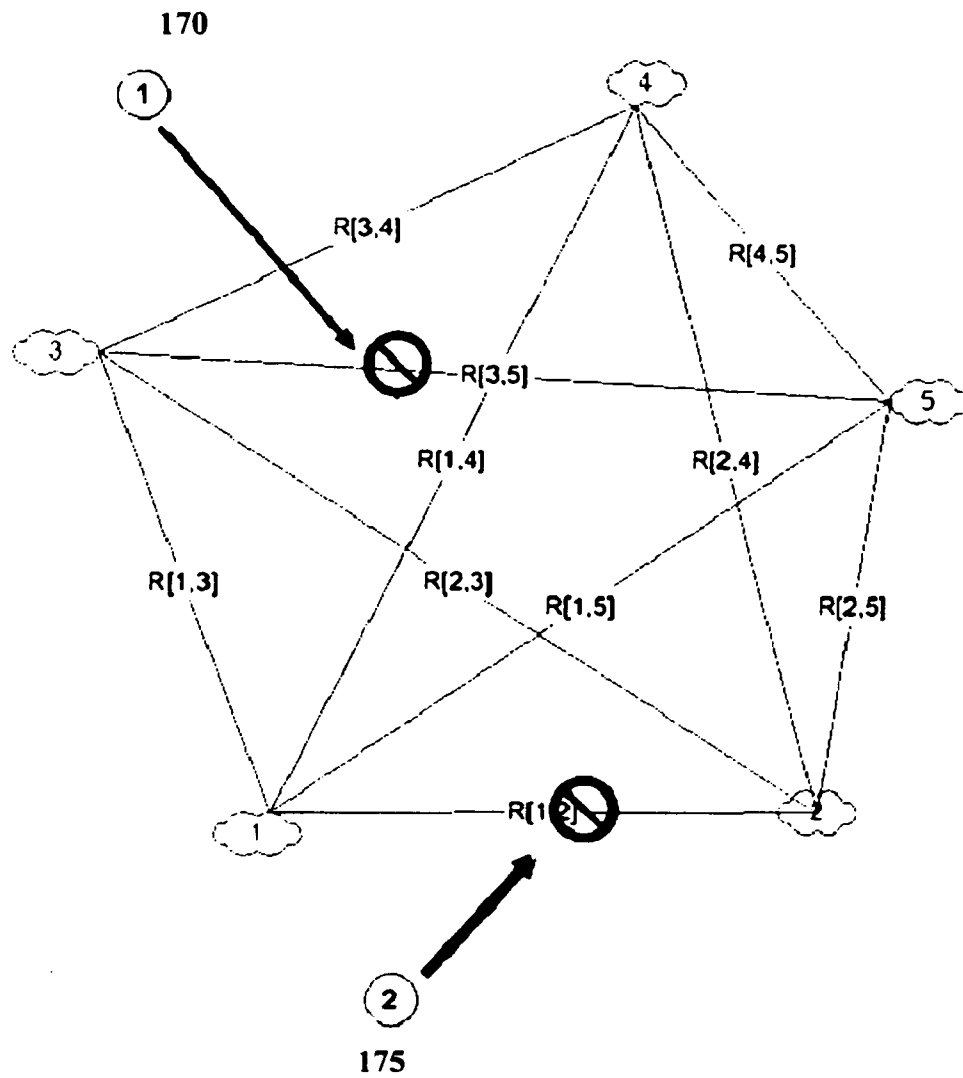 170
1
4
R[3,4]
R[4,5]
3
R[3,5]
5
R[1,4]
R[2,4]
R[1,3]
R[2,3]
R[1,5]
R[2,5]
1
R[1,2]
2
2
175